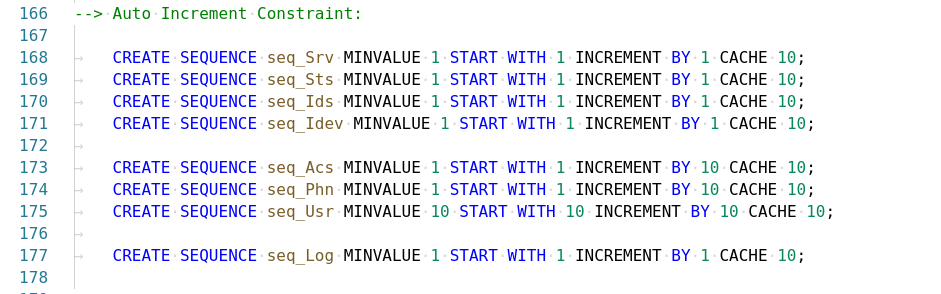 166 --> Auto Increment Constraint:
167
168 CREATE SEQUENCE seq_Srv MINVALUE 1 START WITH 1 INCREMENT BY 1 CACHE 10;
169 CREATE SEQUENCE seq_Sts MINVALUE 1 START WITH 1 INCREMENT BY 1 CACHE 10;
170 CREATE SEQUENCE seq_Ids MINVALUE 1 START WITH 1 INCREMENT BY 1 CACHE 10;
171 CREATE SEQUENCE seq_Idev MINVALUE 1 START WITH 1 INCREMENT BY 1 CACHE 10;
172
173 CREATE SEQUENCE seq_Acs MINVALUE 1 START WITH 1 INCREMENT BY 10 CACHE 10;
174 CREATE SEQUENCE seq_Phn MINVALUE 1 START WITH 1 INCREMENT BY 10 CACHE 10;
175 CREATE SEQUENCE seq_Usr MINVALUE 10 START WITH 10 INCREMENT BY 10 CACHE 10;
176
177 CREATE SEQUENCE seq_Log MINVALUE 1 START WITH 1 INCREMENT BY 1 CACHE 10;
178